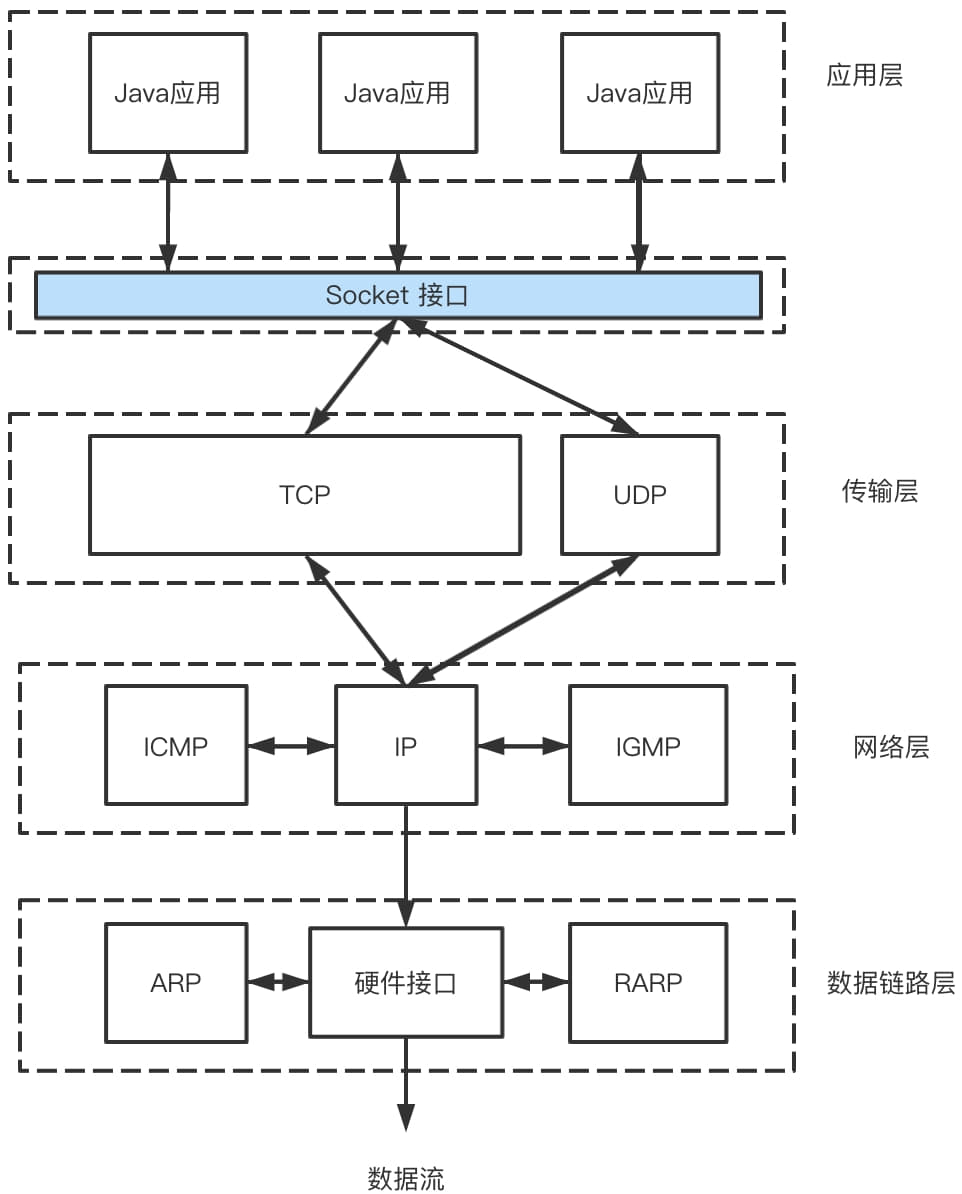 Java应用
Java应用
Java应用
应用层
Socket 接口
TCP
UDP
传输层
ICMP
IP
IGMP
网络层
ARP
硬件接口
RARP
数据链路层
数据流